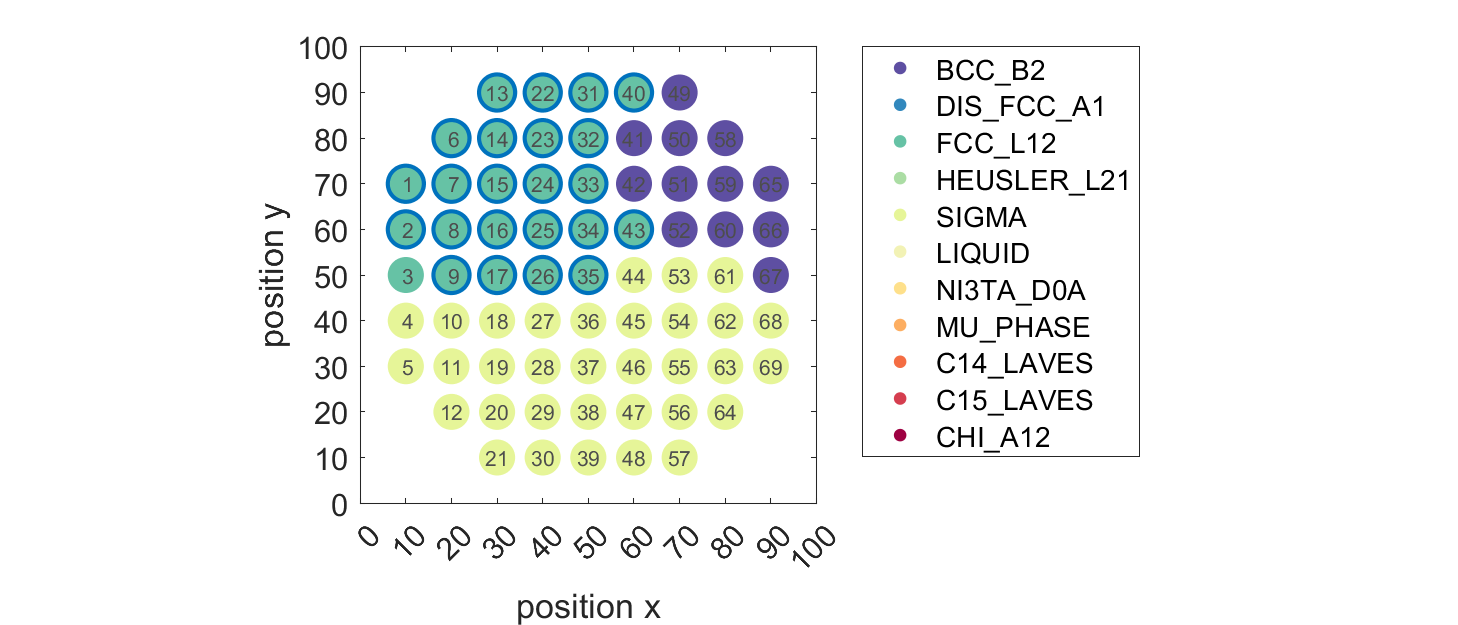 100
90 13 22 31 40 49
80 6 14 23 32 41 50 58
70 1 7 15 24 33 42 51 59 65
60 2 8 16 25 34 43 52 60 66
50 3 9 17 26 35 44 53 61 67
40 4 10 18 27 36 45 54 62 68
30 5 11 19 28 37 46 55 63 69
20 12 20 29 38 47 56 64
10 21 30 39 48 57
0
0 10 20 30 40 50 60 70 80 90 100
position x
position y
BCC_B2
DIS_FCC_A1
FCC_L12
HEUSLER_L21
SIGMA
LIQUID
NI3TA_D0A
MU_PHASE
C14_LAVES
C15_LAVES
CHI_A12